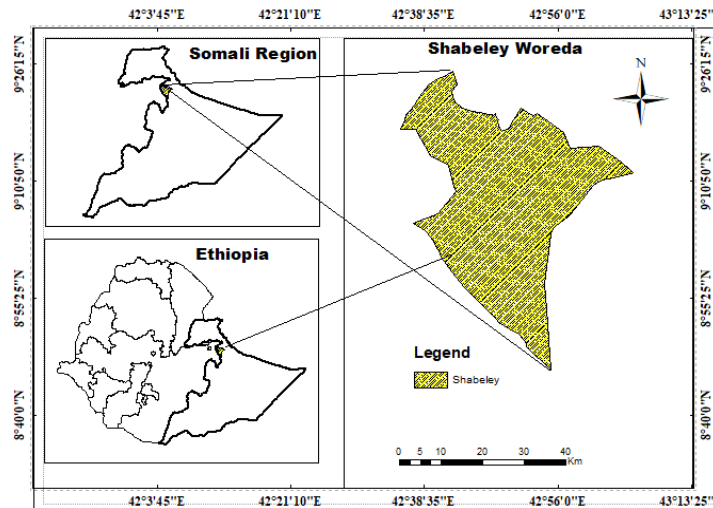 42°3'45"E 42°21'10"E 42°38'35"E 42°56'0"E 43°13'25"E
Somali Region
Shabeley Woreda
N
9°26'15"N 9°10'50"N 8°55'25"N 8°40'0"N
9°26'15"N 9°10'50"N 8°55'25"N 8°40'0"N
Ethiopia
Legend
Shabeley
0 5 10 20 30 40
Km
42°3'45"E 42°21'10"E 42°38'35"E 42°56'0"E 43°13'25"E